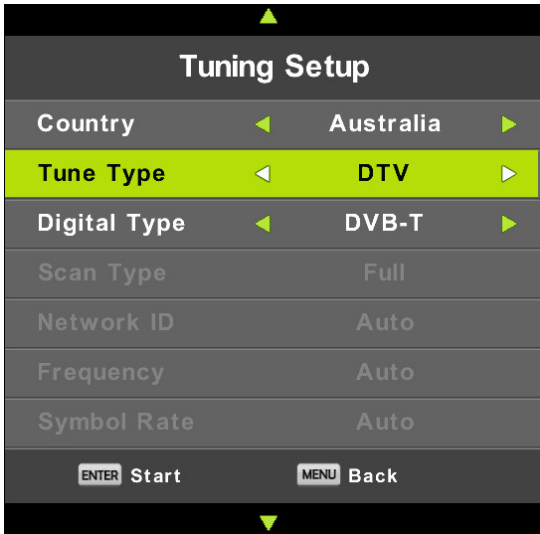 Tuning Setup
Country Australia
Tune Type DTV
Digital Type DVB-T
Scan Type Full
Network ID Auto
Frequency Auto
Symbol Rate Auto
ENTER Start MENU Back